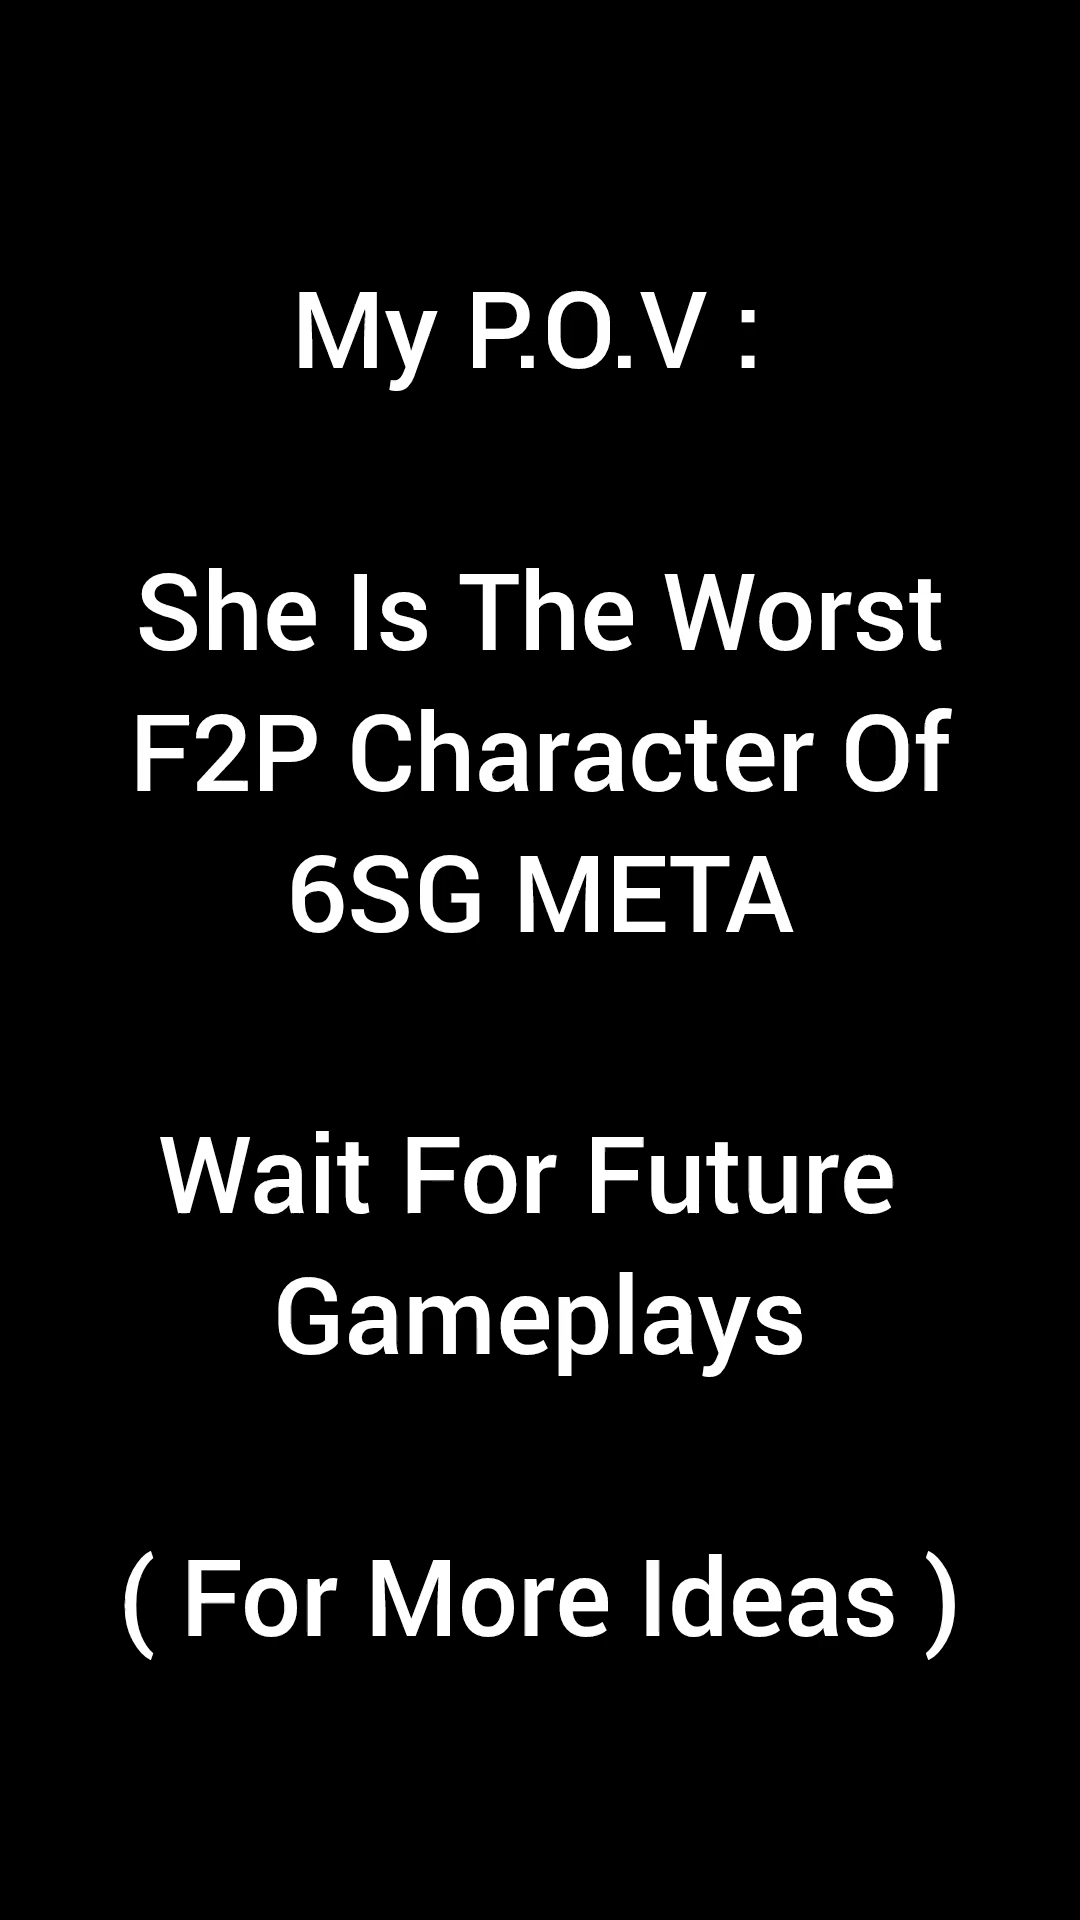 My P.O.V :
She Is The Worst
F2P Character Of
6SG META
Wait For Future
Gameplays
( For More Ideas )